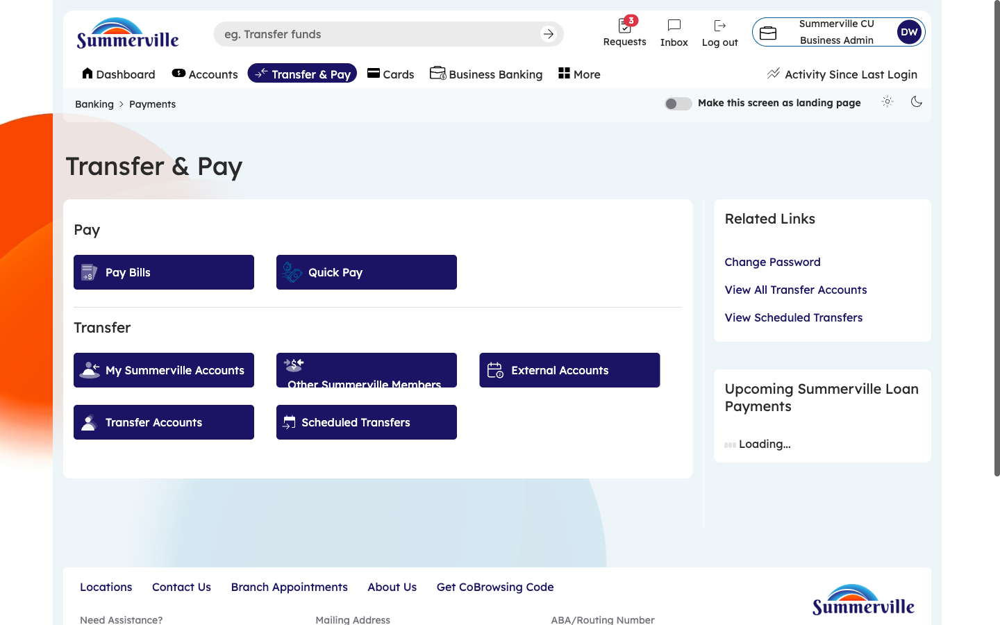 Summerville
eg. Transfer funds
3
Requests
Inbox
Log out
Summerville CU
Business Admin
DW
Dashboard
Accounts
Transfer & Pay
Cards
Business Banking
More
Activity Since Last Login
Banking > Payments
Make this screen as landing page
Transfer & Pay
Pay
Pay Bills
Quick Pay
Transfer
My Summerville Accounts
Other Summerville Members
External Accounts
Transfer Accounts
Scheduled Transfers
Related Links
Change Password
View All Transfer Accounts
View Scheduled Transfers
Upcoming Summerville Loan
Payments
Loading...
Locations
Contact Us
Branch Appointments
About Us
Get CoBrowsing Code
Summerville
Need Assistance?
Mailing Address
ABA/Routing Number